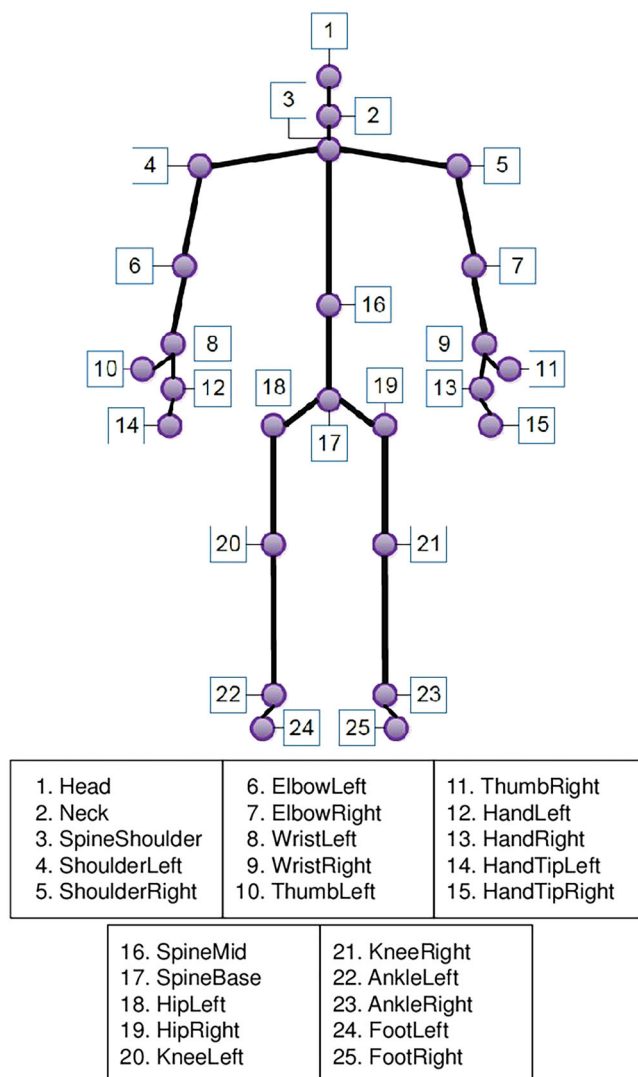 1
3
2
4
5
6
7
16
8
9
10
11
12
13
18
19
14
15
17
20
21
22
23
24
25
1. Head
2. Neck
3. SpineShoulder
4. ShoulderLeft
5. ShoulderRight
6. ElbowLeft
7. ElbowRight
8. WristLeft
9. WristRight
10. ThumbLeft
11. ThumbRight
12. HandLeft
13. HandRight
14. HandTipLeft
15. HandTipRight
16. SpineMid
17. SpineBase
18. HipLeft
19. HipRight
20. KneeLeft
21. KneeRight
22. AnkleLeft
23. AnkleRight
24. FootLeft
25. FootRight